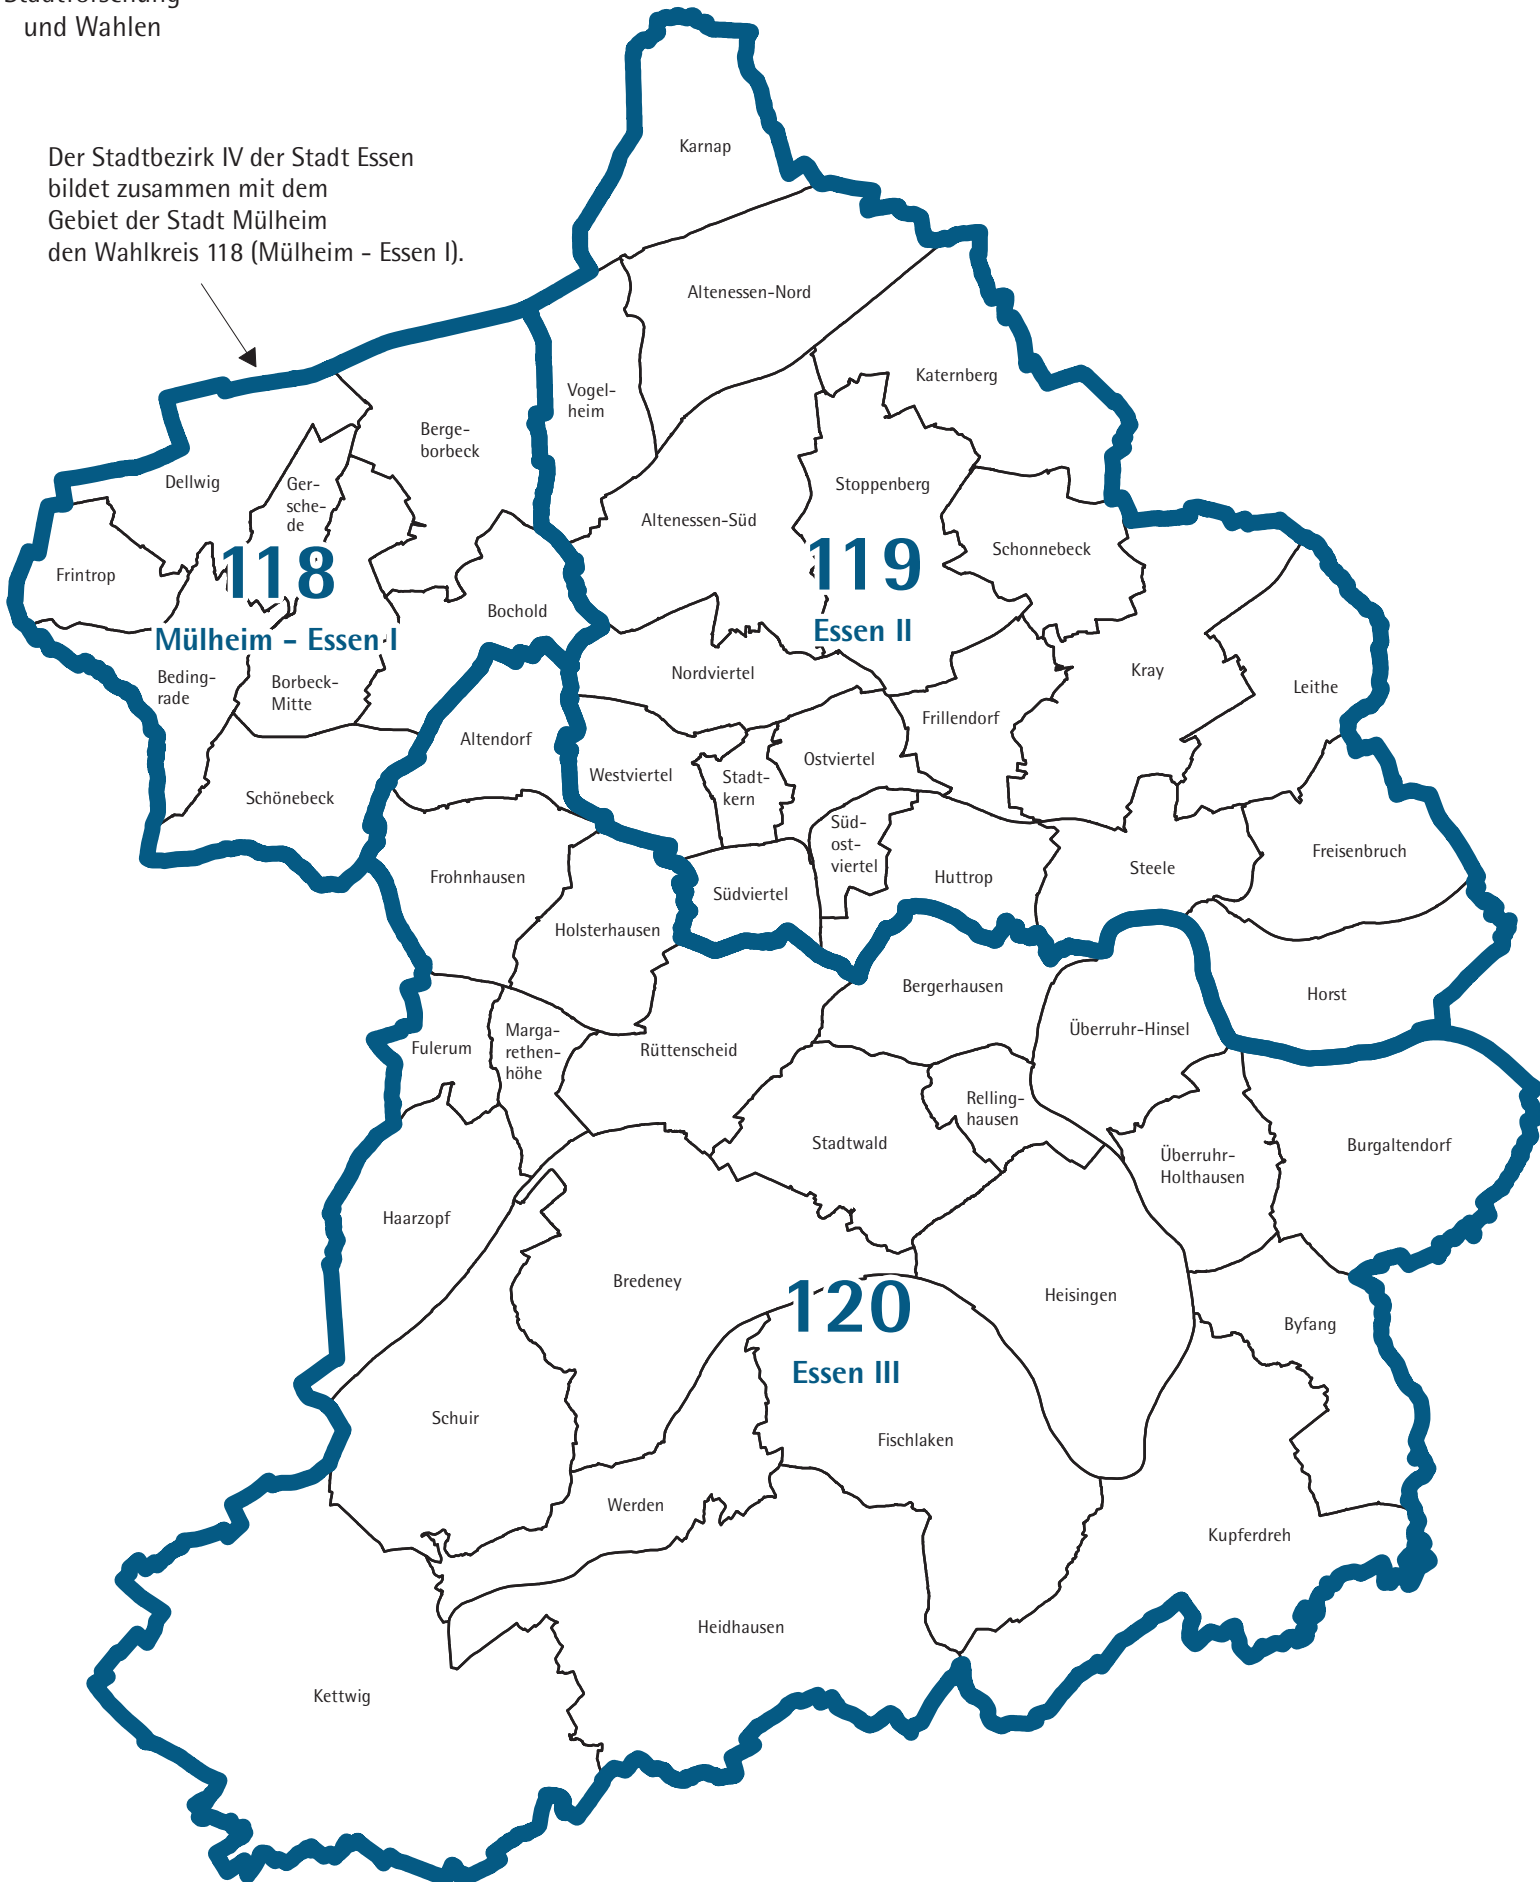 Stadtforschung
und Wahlen
Der Stadtbezirk IV der Stadt Essen
bildet zusammen mit dem
Gebiet der Stadt Mülheim
den Wahlkreis 118 (Mülheim - Essen I).
Karnap
Altenessen-Nord
Vogel-
heim
Katernberg
Berge-
borbeck
Dellwig
Ger-
sche-
de
Stoppenberg
Altenessen-Süd
Schonnebeck
118
Mülheim - Essen I
119
Essen II
Frintrop
Bochold
Beding-
rade
Borbeck-
Mitte
Nordviertel
Kray
Leithe
Frillendorf
Altendorf
Westviertel
Stadt-
kern
Ostviertel
Schönebeck
Süd-
ost-
viertel
Freisenbruch
Steele
Frohnhausen
Südviertel
Huttrop
Holsterhausen
Bergerhausen
Horst
Überruhr-Hinsel
Fulerum
Marga-
rethen-
höhe
Rüttenscheid
Relling-
hausen
Stadtwald
Überruhr-
Holthausen
Burgaltendorf
Haarzopf
Bredeney
120
Essen III
Heisingen
Byfang
Schuir
Fischlaken
Werden
Kupferdreh
Heidhausen
Kettwig